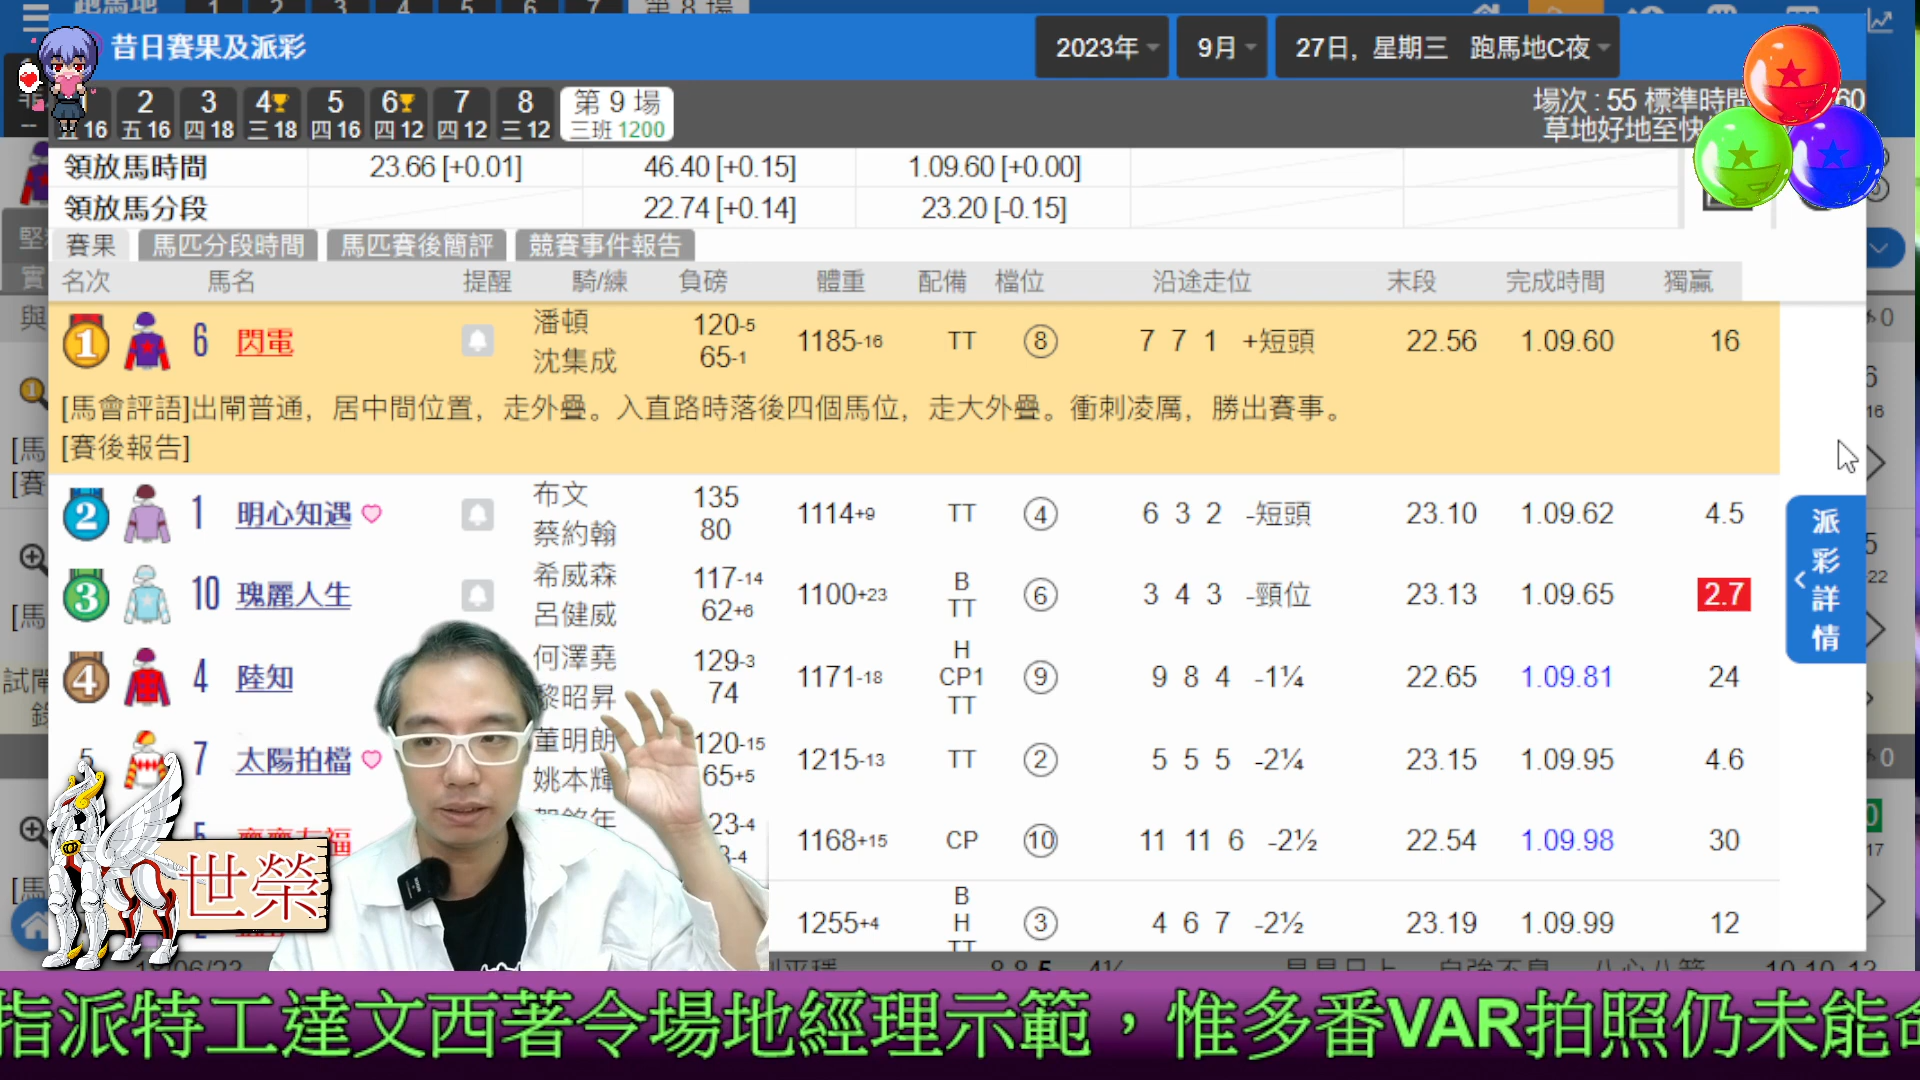 昔日賽果及派彩
2023年 9月 27日, 星期三 跑馬地C夜
2 3 4 5 6 7 8 第 9 場
16 五 16 四 18 三 18 四 16 四 12 四 12 三 12 三班 1200
場次 : 55 標準時間
60
草地好地至快
領放馬時間 23.66 [+0.01] 46.40 [+0.15] 1.09.60 [+0.00]
領放馬分段 22.74 [+0.14] 23.20 [-0.15]
賽果 馬匹分段時間 馬匹賽後簡評 競賽事件報告
名次 馬名 提醒 騎/練 負磅 體重 配備 檔位 沿途走位 末段 完成時間 獨贏
1 6 閃電 潘頓 沈集成 120-5 65-1 1185-16 TT 8 7 7 1 +短頭 22.56 1.09.60 16
[馬會評語]出閘普通，居中間位置，走外疊。入直路時落後四個馬位，走大外疊。衝刺凌厲，勝出賽事。
[賽後報告]
2 1 明心知遇 布文 蔡約翰 135 80 1114+9 TT 4 6 3 2 -短頭 23.10 1.09.62 4.5
3 10 瑰麗人生 希威森 呂健威 117-14 62+6 1100+23 B TT 6 3 4 3 -頸位 23.13 1.09.65 2.7
4 4 陸知 何澤堯 黎昭昇 129-3 74 1171-18 H CP1 TT 9 9 8 4 -1¼ 22.65 1.09.81 24
5 7 太陽拍檔 董明朗 姚本輝 120-15 65+5 1215-13 TT 2 5 5 5 -2¼ 23.15 1.09.95 4.6
23-4 1168+15 CP 10 11 11 6 -2½ 22.54 1.09.98 30
1255+4 B H TT 3 4 6 7 -2½ 23.19 1.09.99 12
派彩詳情
世榮
指派特工達文西著令場地經理示範，惟多番VAR拍照仍未能